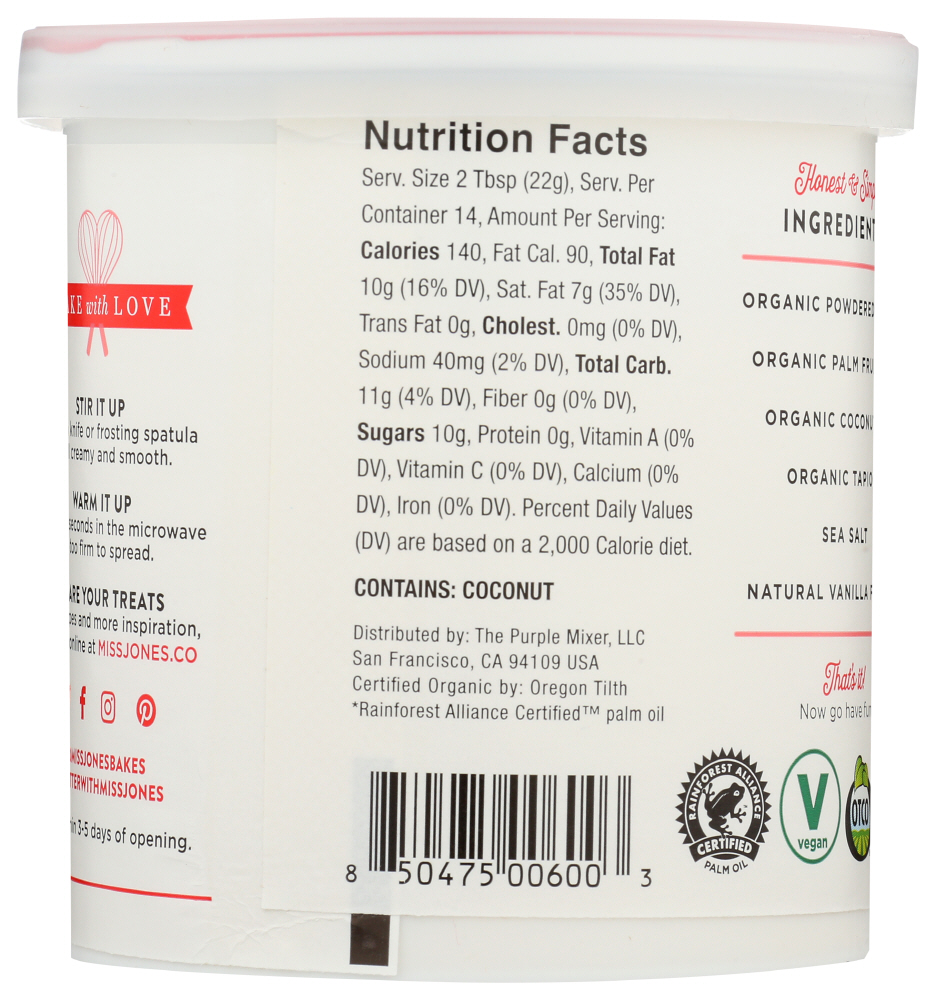 with LOVE
STIR IT UP
knife or frosting spatula
creamy and smooth.
WARM IT UP
seconds in the microwave
too firm to spread.
YOUR TREATS
and more inspiration,
online at MISSJONES.CO
MISSJONESBAKES
3-5 days of opening.
Nutrition Facts
Serv. Size 2 Tbsp (22g), Serv. Per
Container 14, Amount Per Serving:
Calories 140, Fat Cal. 90, Total Fat
10g (16% DV), Sat. Fat 7g (35% DV),
Trans Fat 0g, Cholest. 0mg (0% DV),
Sodium 40mg (2% DV), Total Carb.
11g (4% DV), Fiber 0g (0% DV),
Sugars 10g, Protein 0g, Vitamin A (0%
DV), Vitamin C (0% DV), Calcium (0%
DV), Iron (0% DV). Percent Daily Values
(DV) are based on a 2,000 Calorie diet.
CONTAINS: COCONUT
Distributed by: The Purple Mixer, LLC
San Francisco, CA 94109 USA
Certified Organic by: Oregon Tilth
*Rainforest Alliance Certified™ palm oil
8 50475 00600 3
Honest &
ORGANIC POWDERED
ORGANIC PALM
ORGANIC
ORGANIC
SEA SALT
NATURAL VANILLA
That's it!
Now go have
RAINFOREST ALLIANCE
CERTIFIED
PALM OIL
V
vegan
OTCO